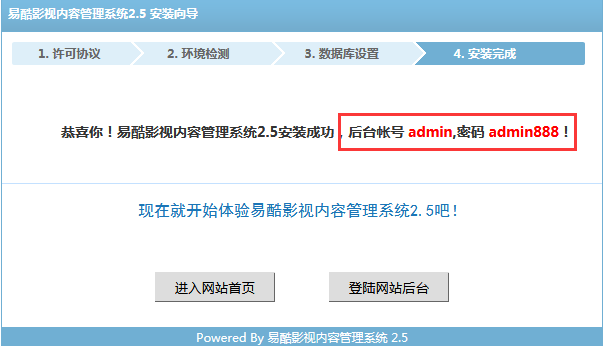 易酷影视内容管理系统2.5 安装向导
1. 许可协议 2. 环境检测 3. 数据库设置 4. 安装完成
恭喜你！易酷影视内容管理系统2.5安装成功，后台帐号 admin,密码 admin888！
现在就开始体验易酷影视内容管理系统2.5吧！
进入网站首页 登陆网站后台
Powered By 易酷影视内容管理系统 2.5